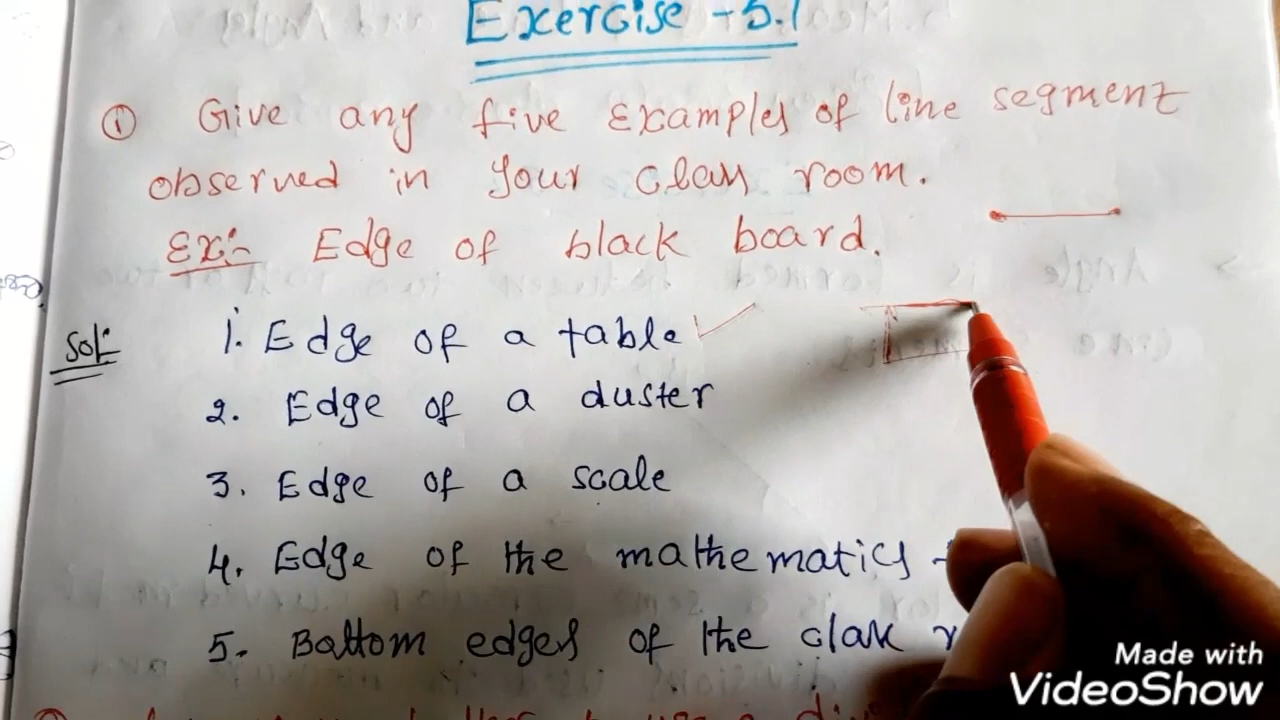 Exercise - 5.1
① Give any five Examples of line segment
observed in your class room.
Ex:- Edge of black board.
Sol:
1. Edge of a table
2. Edge of a duster
3. Edge of a scale
4. Edge of the mathematics
5. Bottom edges of the class
Made with
VideoShow